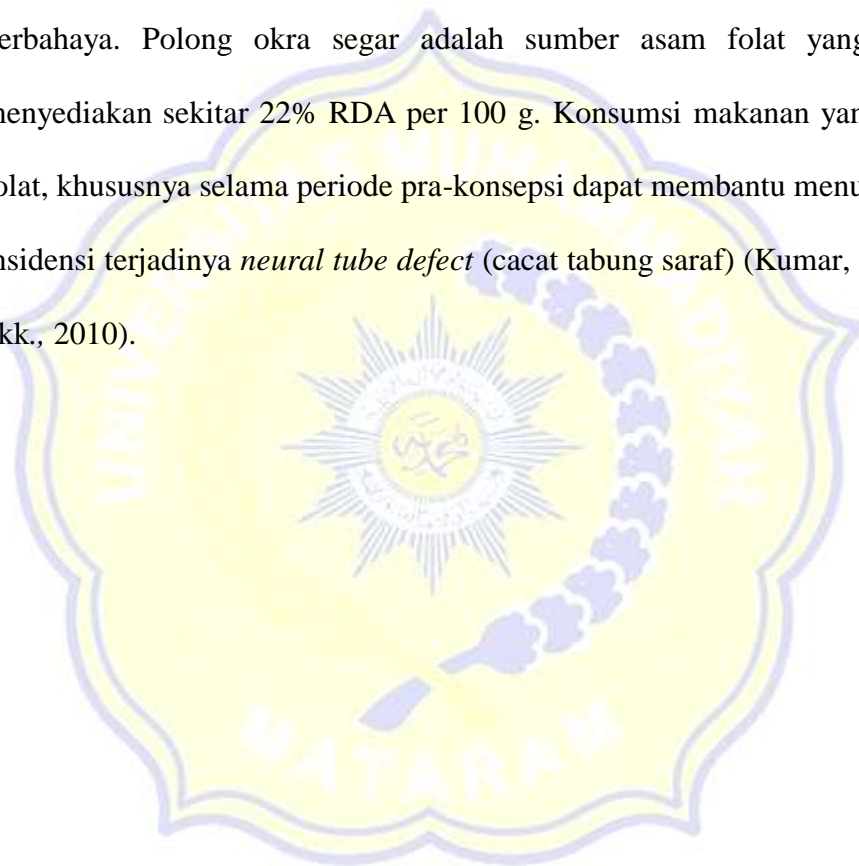 erbahaya. Polong okra segar adalah sumber asam folat yang
menyediakan sekitar 22% RDA per 100 g. Konsumsi makanan yan
olat, khususnya selama periode pra-konsepsi dapat membantu menu
nsidensi terjadinya neural tube defect (cacat tabung saraf) (Kumar,
kk., 2010).
UNIVERSITAS MUHAMMADIYAH
MATARAM